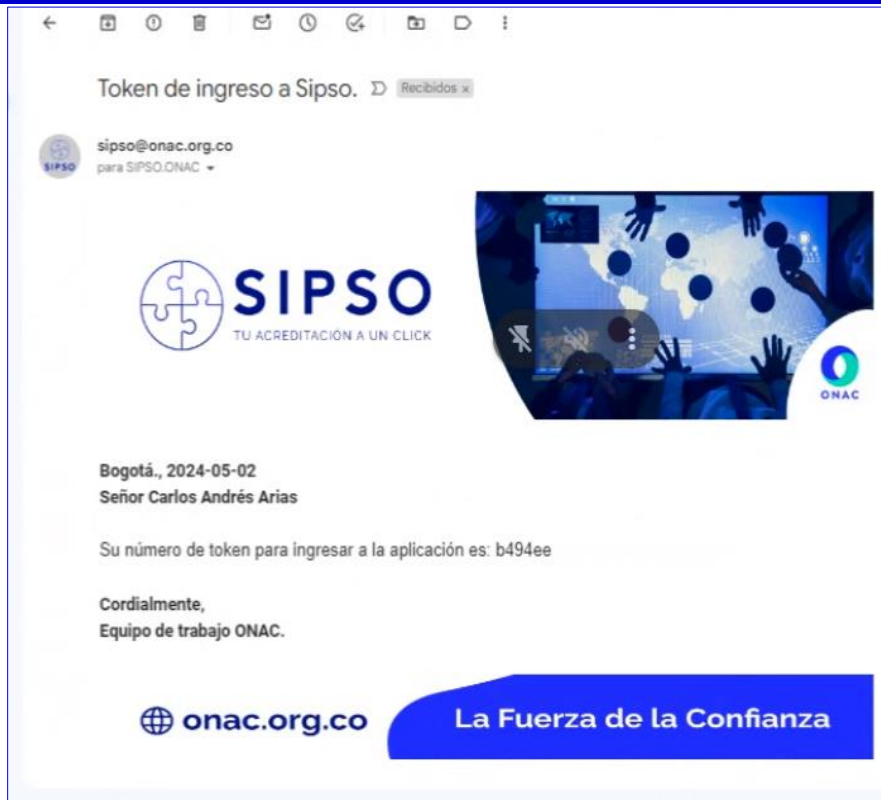 Token de ingreso a Sipso. Recibidos x
sipso@onac.org.co
para SIPSO.ONAC
SIPSO
SIPSO
TU ACREDITACIÓN A UN CLICK
ONAC
Bogotá., 2024-05-02
Señor Carlos Andrés Arias
Su número de token para ingresar a la aplicación es: b494ee
Cordialmente,
Equipo de trabajo ONAC.
onac.org.co
La Fuerza de la Confianza